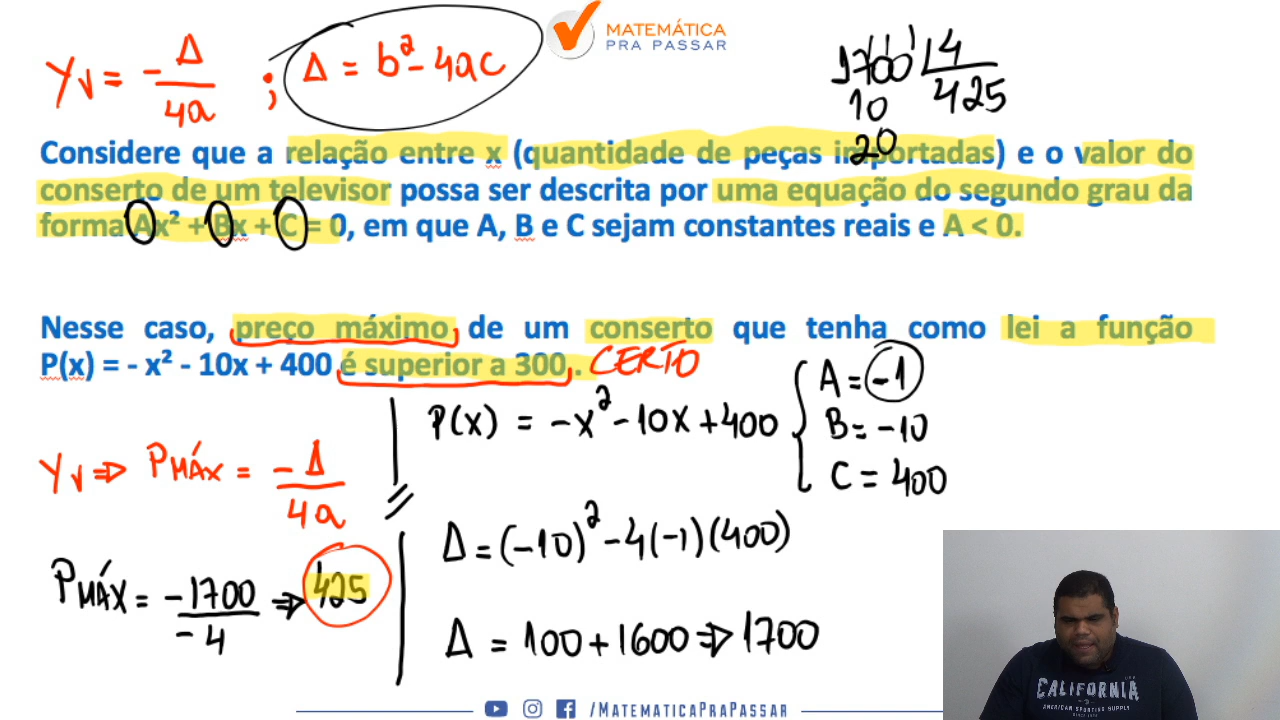 MATEMÁTICA
PRA PASSAR
Yv = -Δ/4a ; Δ = b² - 4ac
1700 4
10 425
20
Considere que a relação entre x (quantidade de peças importadas) e o valor do
conserto de um televisor possa ser descrita por uma equação do segundo grau da
forma Ax² + Bx + C = 0, em que A, B e C sejam constantes reais e A < 0.
Nesse caso, preço máximo de um conserto que tenha como lei a função
P(x) = - x² - 10x + 400 é superior a 300. CERTO
P(x) = -x² - 10x + 400
A = -1
B = -10
C = 400
Yv ⇒ PMÁX = -Δ/4a
Δ = (-10)² - 4(-1)(400)
PMÁX = -1700/-4 ⇒ 425
Δ = 100 + 1600 ⇒ 1700
CALIFORNIA
AMERICAN SPORTING SUPPLY
/MATEMATICAPRAPASSAR